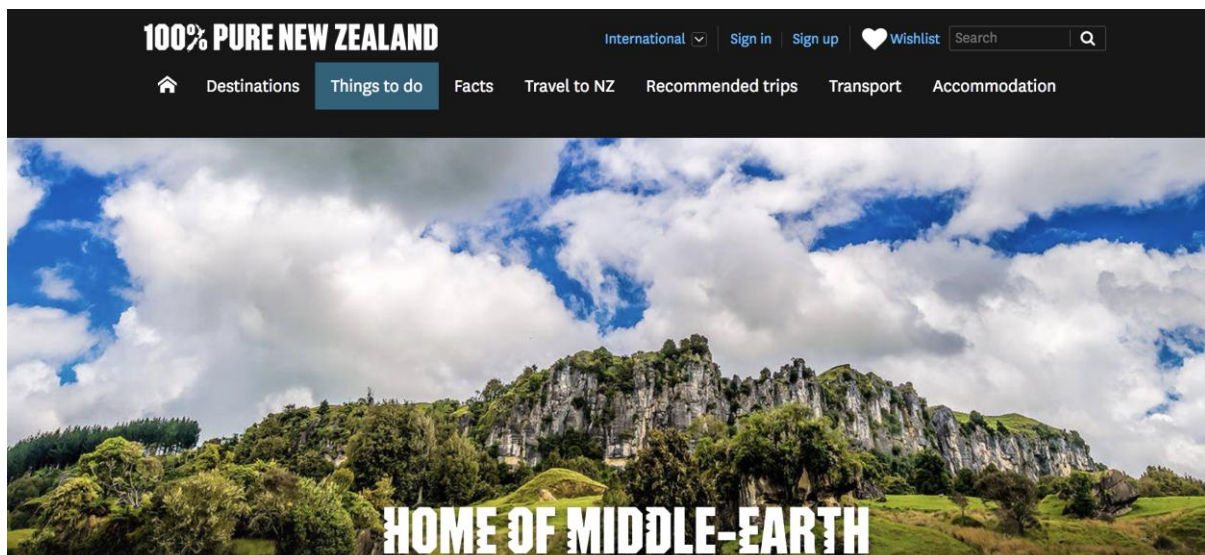 100% PURE NEW ZEALAND
International Sign in Sign up Wishlist Search
Destinations Things to do Facts Travel to NZ Recommended trips Transport Accommodation
HOME OF MIDDLE-EARTH